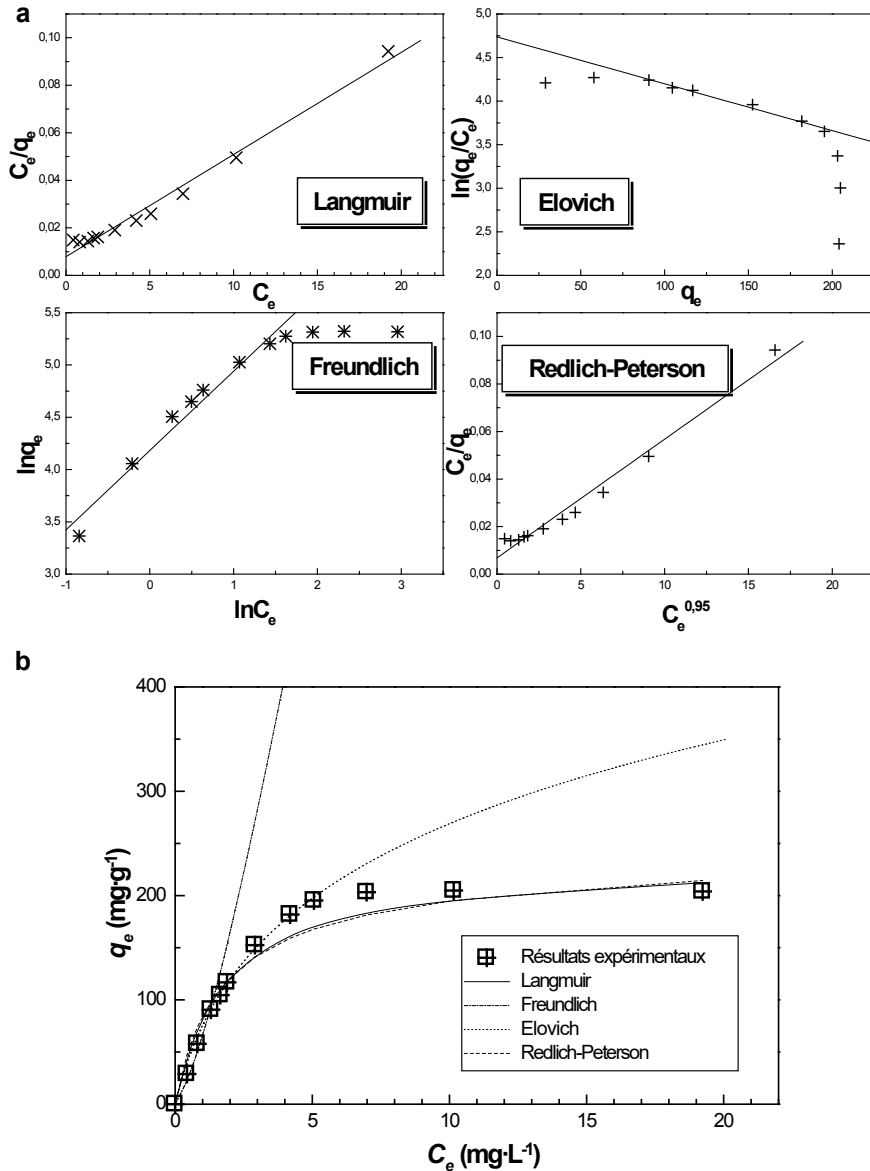 a
0,10
0,08
0,06
0,04
0,02
0,00
C_e/q_e
0 5 10 15 20
C_e
Langmuir
5,0
4,5
4,0
3,5
3,0
2,5
2,0
ln(q_e/C_e)
0 50 100 150 200
q_e
Elovich
5,5
5,0
4,5
4,0
3,5
3,0
lnq_e
-1 0 1 2 3
lnC_e
Freundlich
0,10
0,08
0,06
0,04
0,02
0,00
C_e/q_e
0 5 10 15 20
C_e^0,95
Redlich-Peterson
b
400
300
200
100
0
q_e (mg·g⁻¹)
0 5 10 15 20
C_e (mg·L⁻¹)
Résultats expérimentaux
Langmuir
Freundlich
Elovich
Redlich-Peterson